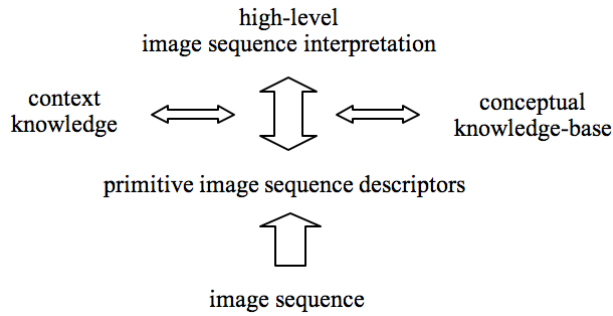 high-level
image sequence interpretation
context
knowledge
conceptual
knowledge-base
primitive image sequence descriptors
image sequence